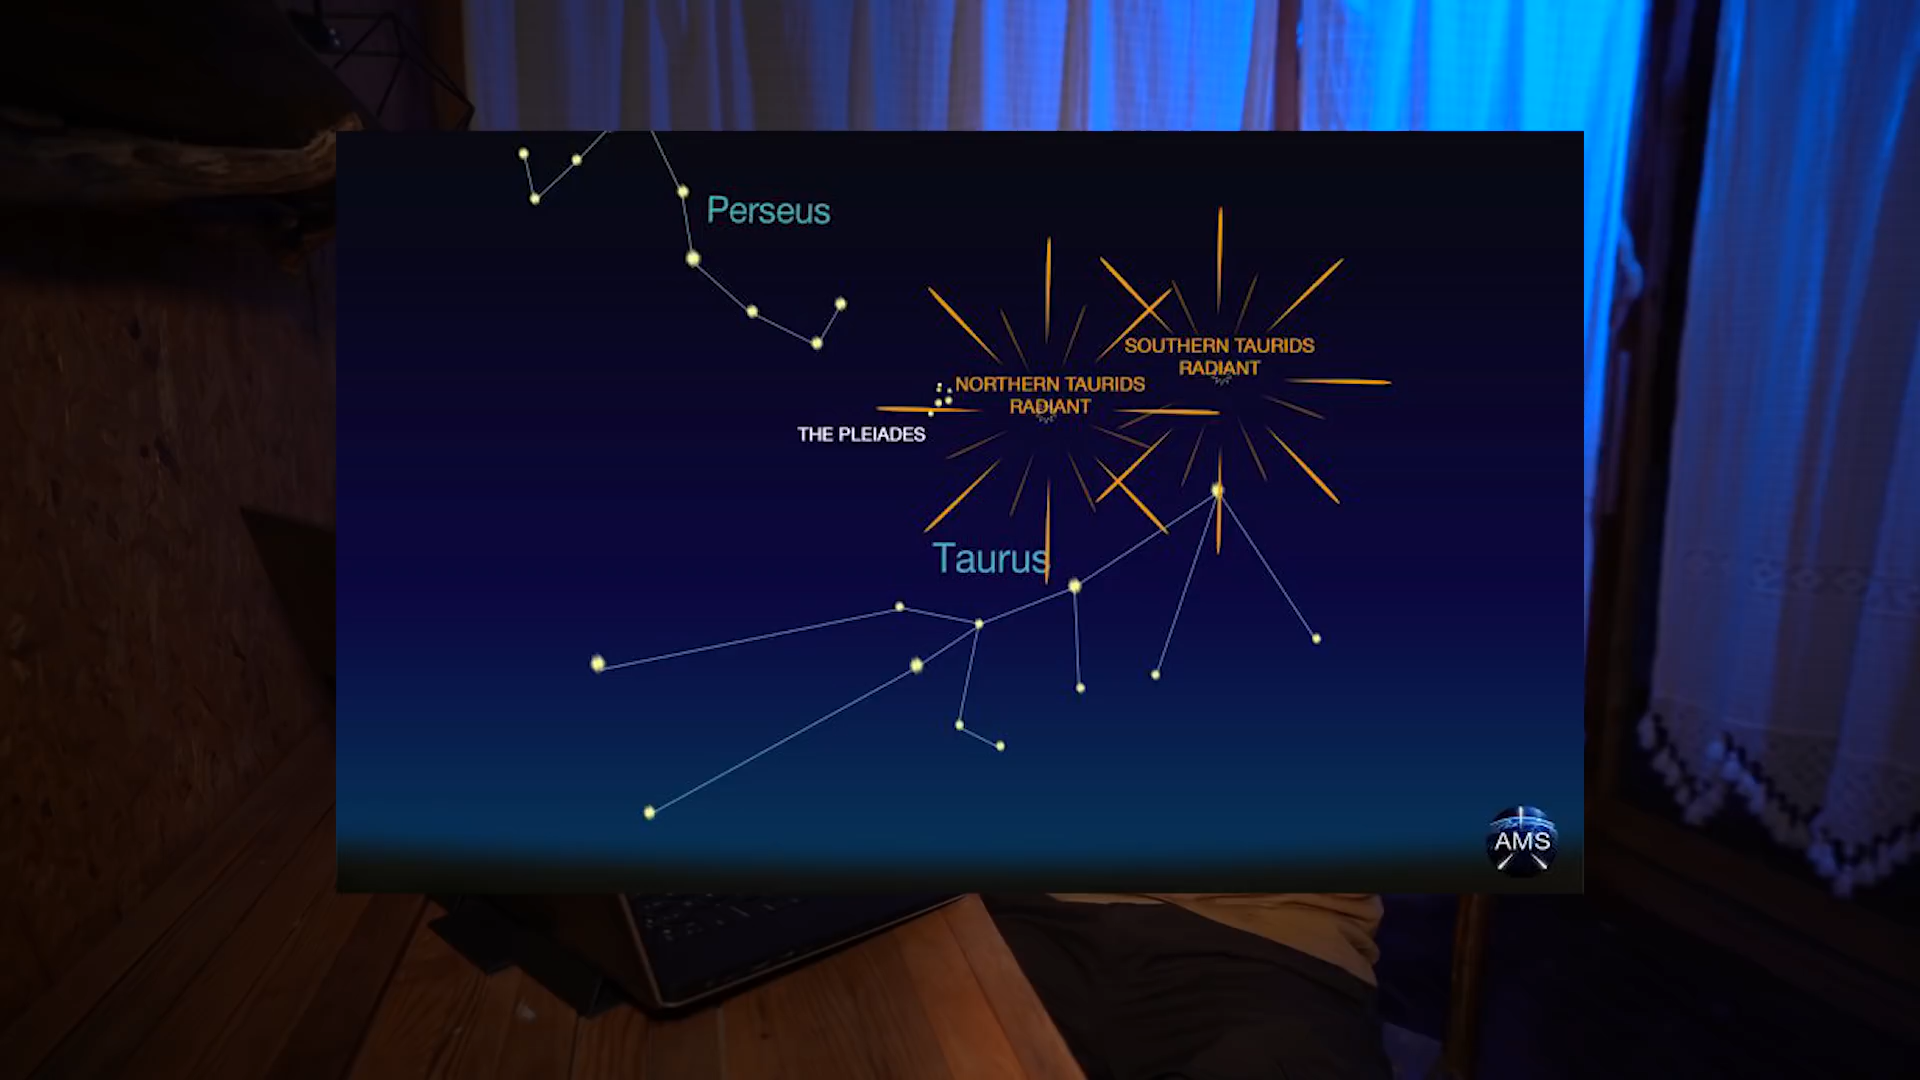 Perseus
SOUTHERN TAURIDS
RADIANT
NORTHERN TAURIDS
RADIANT
THE PLEIADES
Taurus
AMS